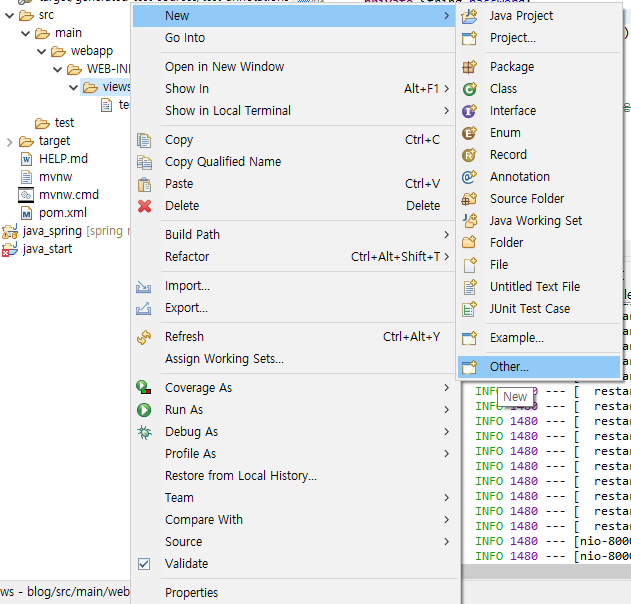 src
main
webapp
WEB-IN
views
te
test
target
HELP.md
mvnw
mvnw.cmd
pom.xml
java_spring [spring
java_start
ws - blog/src/main/web
New
Go Into
Open in New Window
Show In Alt+F1
Show in Local Terminal
Copy Ctrl+C
Copy Qualified Name
Paste Ctrl+V
Delete Delete
Build Path
Refactor Ctrl+Alt+Shift+T
Import...
Export...
Refresh Ctrl+Alt+Y
Assign Working Sets...
Coverage As
Run As
Debug As
Profile As
Restore from Local History...
Team
Compare With
Source
Validate
Properties
Java Project
Project...
Package
Class
Interface
Enum
Record
Annotation
Source Folder
Java Working Set
Folder
File
Untitled Text File
JUnit Test Case
Example...
Other...
New
INFO 1480 --- [ restar
INFO 1480 --- [ restar
INFO 1480 --- [ restar
INFO 1480 --- [ restar
INFO 1480 --- [ restar
INFO 1480 --- [ restar
INFO 1480 --- [ restar
INFO 1480 --- [ restar
INFO 1480 --- [ restar
INFO 1480 --- [ restar
INFO 1480 --- [nio-8000
INFO 1480 --- [nio-8000